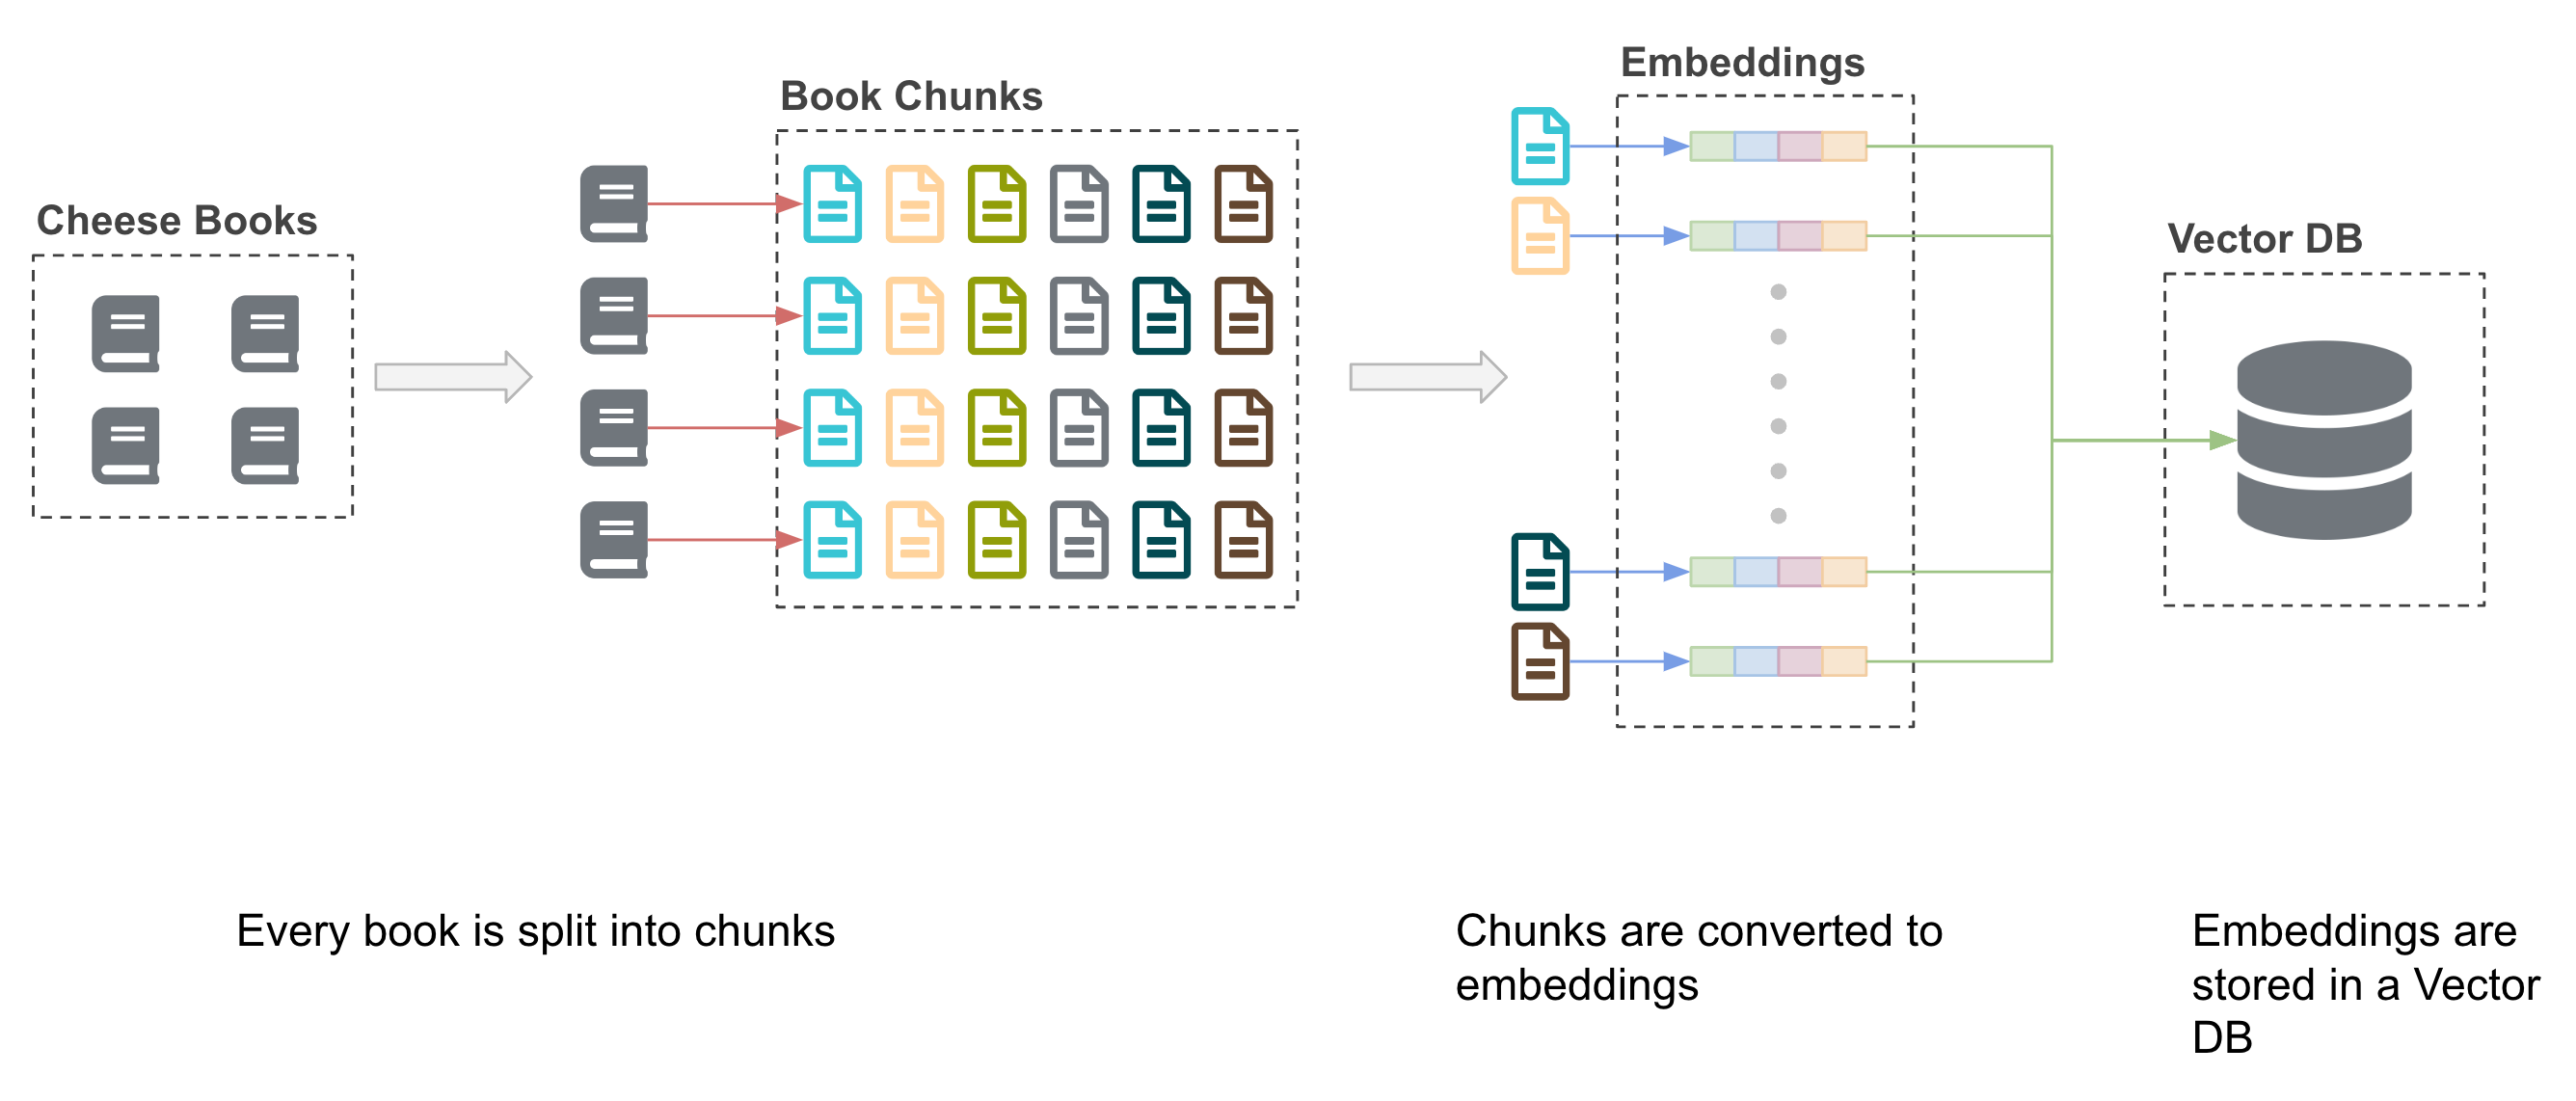 Cheese Books
Book Chunks
Embeddings
Vector DB
Every book is split into chunks
Chunks are converted to
embeddings
Embeddings are
stored in a Vector
DB